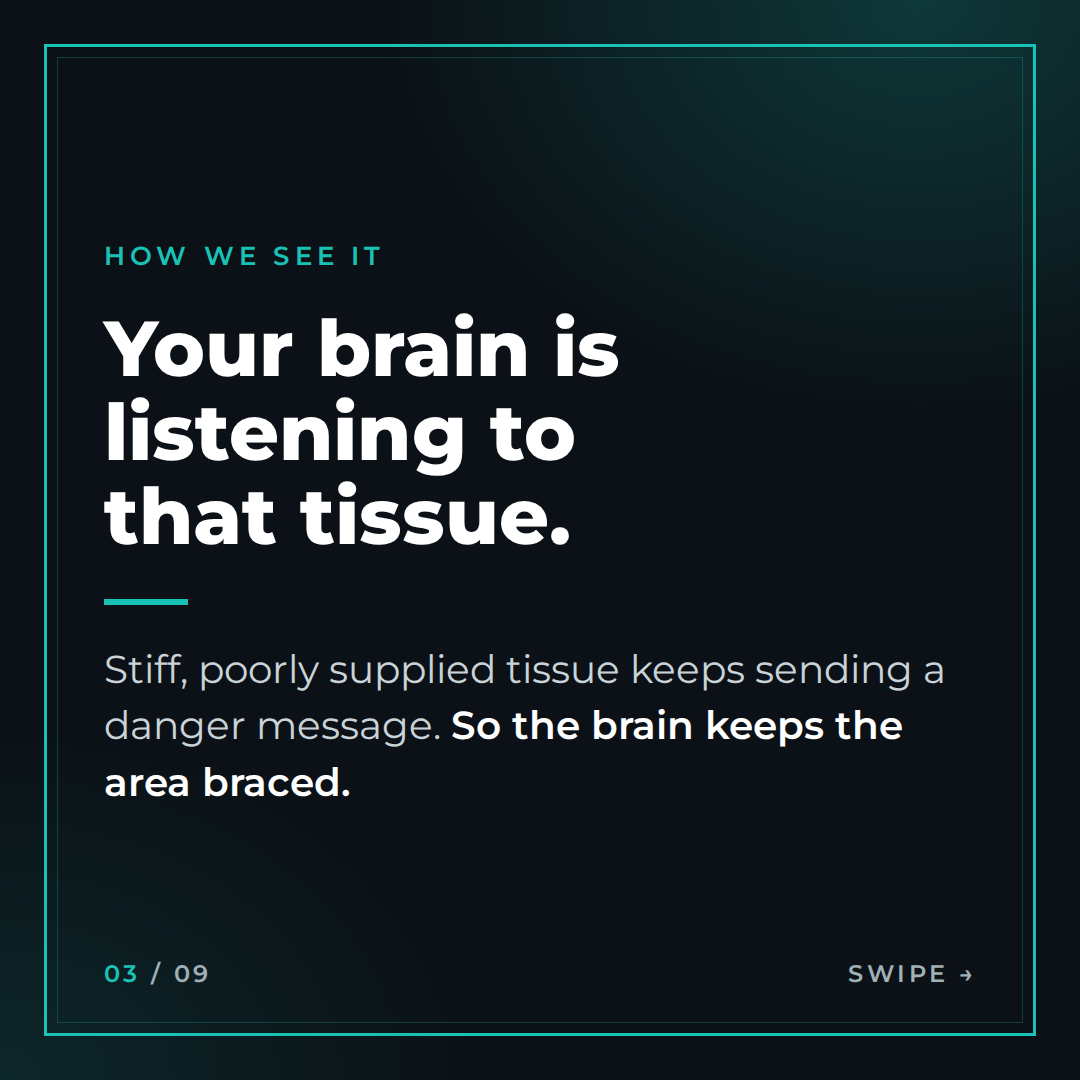 HOW WE SEE IT
Your brain is
listening to
that tissue.
Stiff, poorly supplied tissue keeps sending a
danger message. So the brain keeps the
area braced.
03 / 09
SWIPE →